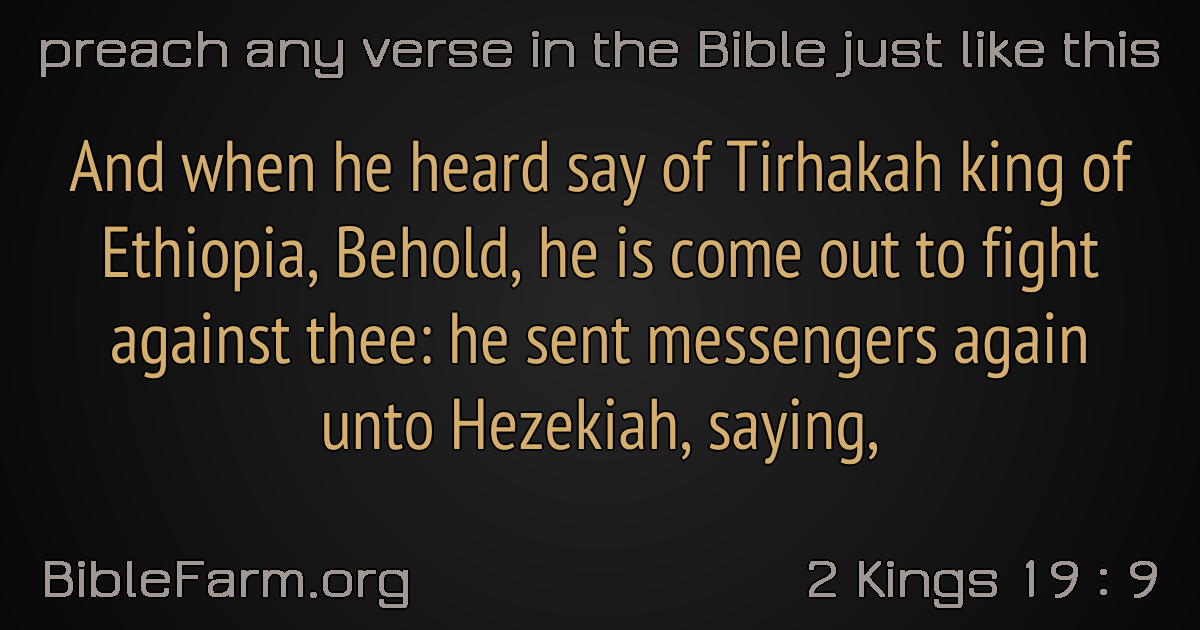 preach any verse in the Bible just like this
And when he heard say of Tirhakah king of
Ethiopia, Behold, he is come out to fight
against thee: he sent messengers again
unto Hezekiah, saying,
BibleFarm.org
2 Kings 19 : 9